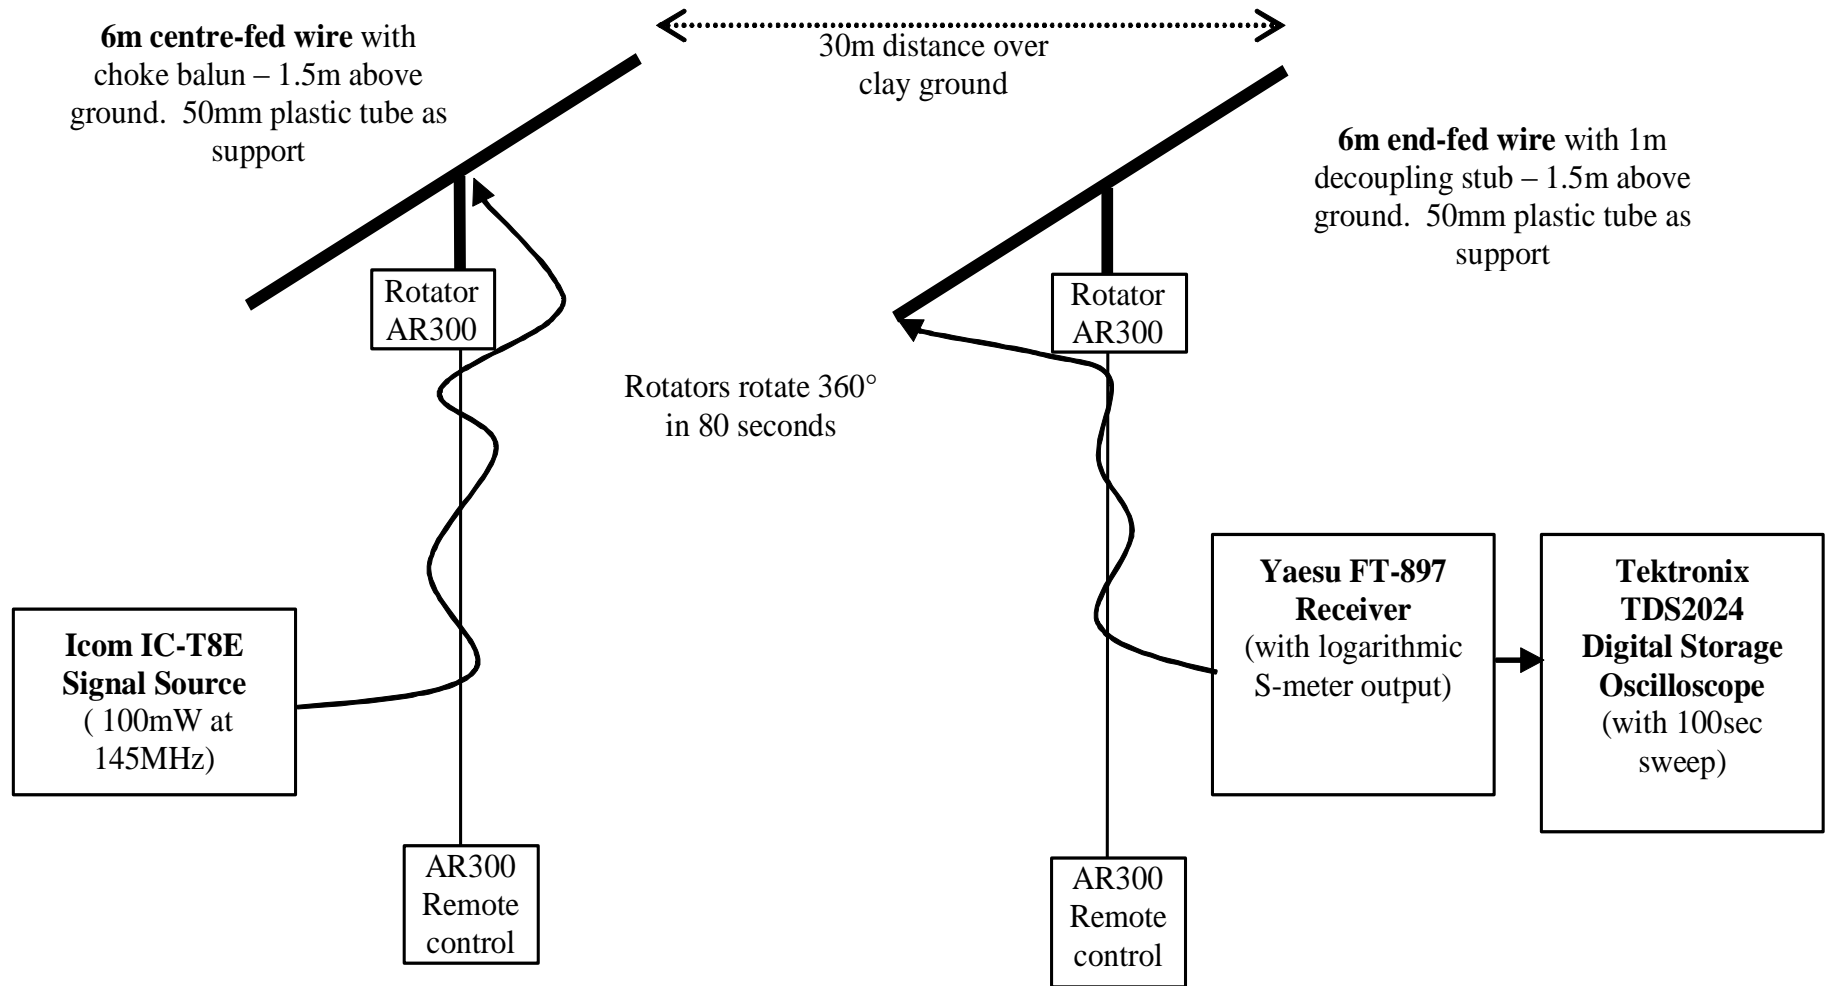 6m centre-fed wire with
choke balun – 1.5m above
ground. 50mm plastic tube as
support
30m distance over
clay ground
6m end-fed wire with 1m
decoupling stub – 1.5m above
ground. 50mm plastic tube as
support
Rotator
AR300
Rotator
AR300
Rotators rotate 360°
in 80 seconds
Icom IC-T8E
Signal Source
( 100mW at
145MHz)
Yaesu FT-897
Receiver
(with logarithmic
S-meter output)
Tektronix
TDS2024
Digital Storage
Oscilloscope
(with 100sec
sweep)
AR300
Remote
control
AR300
Remote
control